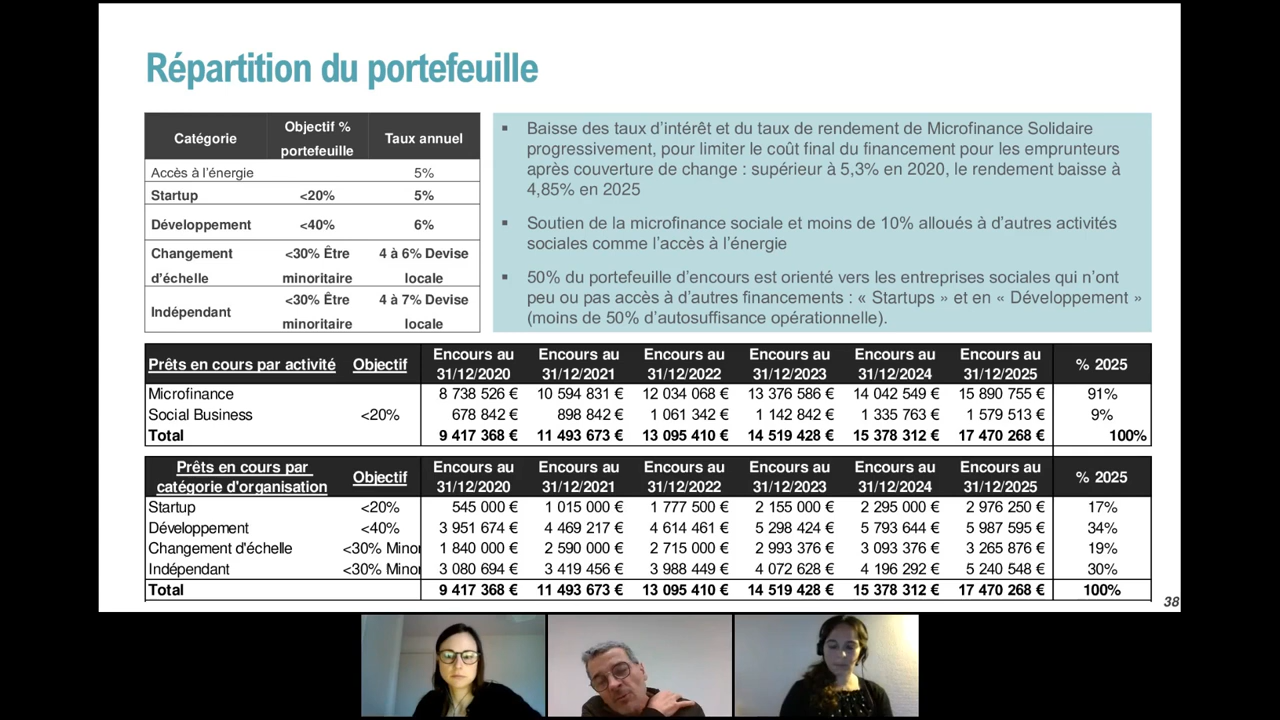 Répartition du portefeuille
Catégorie Objectif % portefeuille Taux annuel
Accès à l'énergie 5%
Startup <20% 5%
Développement <40% 6%
Changement d'échelle <30% Être minoritaire 4 à 6% Devise locale
Indépendant <30% Être minoritaire 4 à 7% Devise locale
▪ Baisse des taux d'intérêt et du taux de rendement de Microfinance Solidaire
progressivement, pour limiter le coût final du financement pour les emprunteurs
après couverture de change : supérieur à 5,3% en 2020, le rendement baisse à
4,85% en 2025
▪ Soutien de la microfinance sociale et moins de 10% alloués à d'autres activités
sociales comme l'accès à l'énergie
▪ 50% du portefeuille d'encours est orienté vers les entreprises sociales qui n'ont
peu ou pas accès à d'autres financements : « Startups » et en « Développement »
(moins de 50% d'autosuffisance opérationnelle).
Prêts en cours par activité Objectif Encours au 31/12/2020 Encours au 31/12/2021 Encours au 31/12/2022 Encours au 31/12/2023 Encours au 31/12/2024 Encours au 31/12/2025 % 2025
Microfinance 8 738 526 € 10 594 831 € 12 034 068 € 13 376 586 € 14 042 549 € 15 890 755 € 91%
Social Business <20% 678 842 € 898 842 € 1 061 342 € 1 142 842 € 1 335 763 € 1 579 513 € 9%
Total 9 417 368 € 11 493 673 € 13 095 410 € 14 519 428 € 15 378 312 € 17 470 268 € 100%
Prêts en cours par catégorie d'organisation Objectif Encours au 31/12/2020 Encours au 31/12/2021 Encours au 31/12/2022 Encours au 31/12/2023 Encours au 31/12/2024 Encours au 31/12/2025 % 2025
Startup <20% 545 000 € 1 015 000 € 1 777 500 € 2 155 000 € 2 295 000 € 2 976 250 € 17%
Développement <40% 3 951 674 € 4 469 217 € 4 614 461 € 5 298 424 € 5 793 644 € 5 987 595 € 34%
Changement d'échelle <30% Minor 1 840 000 € 2 590 000 € 2 715 000 € 2 993 376 € 3 093 376 € 3 265 876 € 19%
Indépendant <30% Minor 3 080 694 € 3 419 456 € 3 988 449 € 4 072 628 € 4 196 292 € 5 240 548 € 30%
Total 9 417 368 € 11 493 673 € 13 095 410 € 14 519 428 € 15 378 312 € 17 470 268 € 100%
38